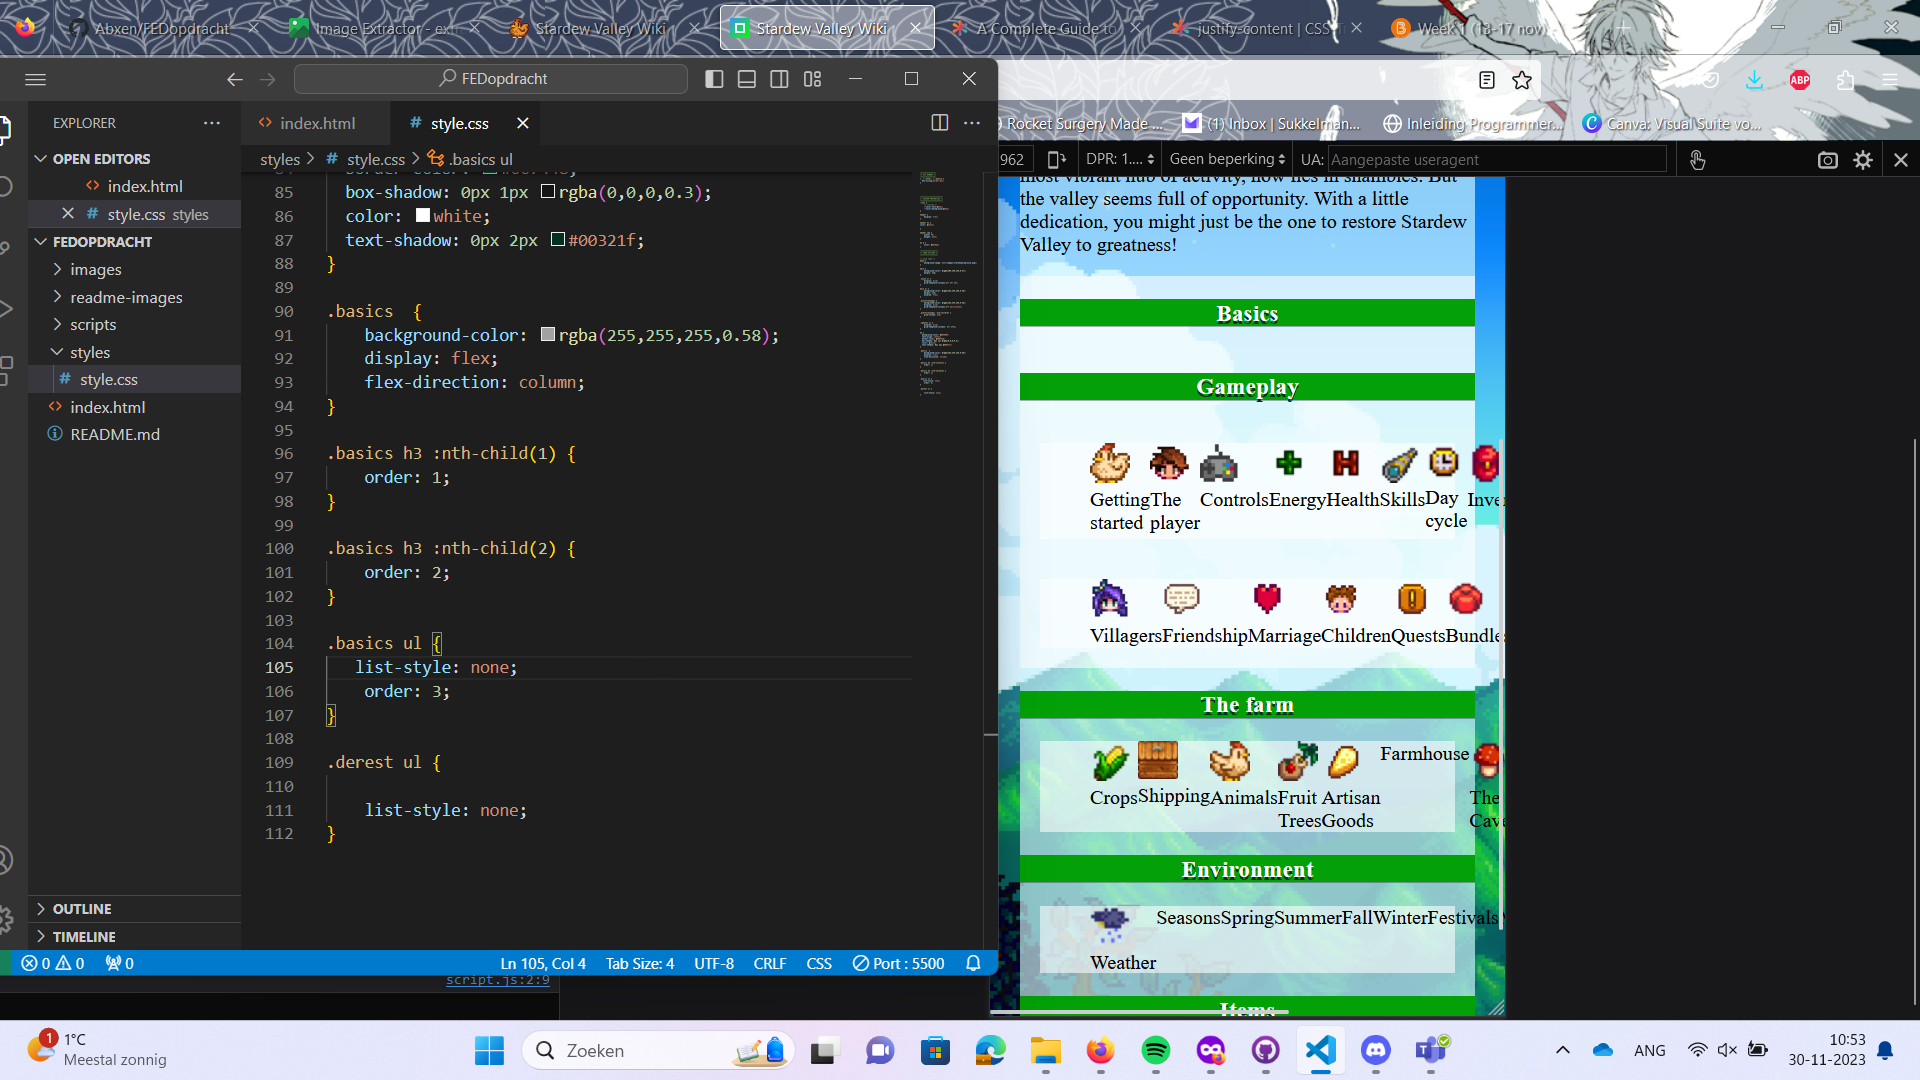 Abxen/FEDopdracht
Image Extractor - ext
Stardew Valley Wiki
Stardew Valley Wiki
A Complete Guide to
justify-content | CSS-T
Week 1 (13-17 nov)
FEDopdracht
ABP
EXPLORER
index.html
# style.css
Rocket Surgery Made ...
(1) Inbox | Sukkelman...
Inleiding Programmer...
Canva: Visual Suite vo...
OPEN EDITORS
styles > # style.css > .basics ul
962
DPR: 1....
Geen beperking
UA: Aangepaste useragent
index.html
# style.css styles
FEDOPDRACHT
images
readme-images
scripts
styles
# style.css
index.html
README.md
OUTLINE
TIMELINE
85 box-shadow: 0px 1px rgba(0,0,0,0.3);
86 color: white;
87 text-shadow: 0px 2px #00321f;
88 }
89
90 .basics  {
91 background-color: rgba(255,255,255,0.58);
92 display: flex;
93 flex-direction: column;
94 }
95
96 .basics h3 :nth-child(1) {
97 order: 1;
98 }
99
100 .basics h3 :nth-child(2) {
101 order: 2;
102 }
103
104 .basics ul {
105 list-style: none;
106 order: 3;
107 }
108
109 .derest ul {
110
111 list-style: none;
112 }
most vibrant hub of activity, now lies in shambles. But
the valley seems full of opportunity. With a little
dedication, you might just be the one to restore Stardew
Valley to greatness!
Basics
Gameplay
Getting started
The player
Controls
Energy
Health
Skills
Day cycle
Inve
Villagers
Friendship
Marriage
Children
Quests
Bundle
The farm
Crops
Shipping
Animals
Fruit Trees
Artisan Goods
Farmhouse
The Cave
Environment
Weather
Seasons
Spring
Summer
Fall
Winter
Festivals
Items
0 0 0
Ln 105, Col 4
Tab Size: 4
UTF-8
CRLF
CSS
Port : 5500
script.js:2:9
1
1°C
Meestal zonnig
Zoeken
ANG
10:53
30-11-2023